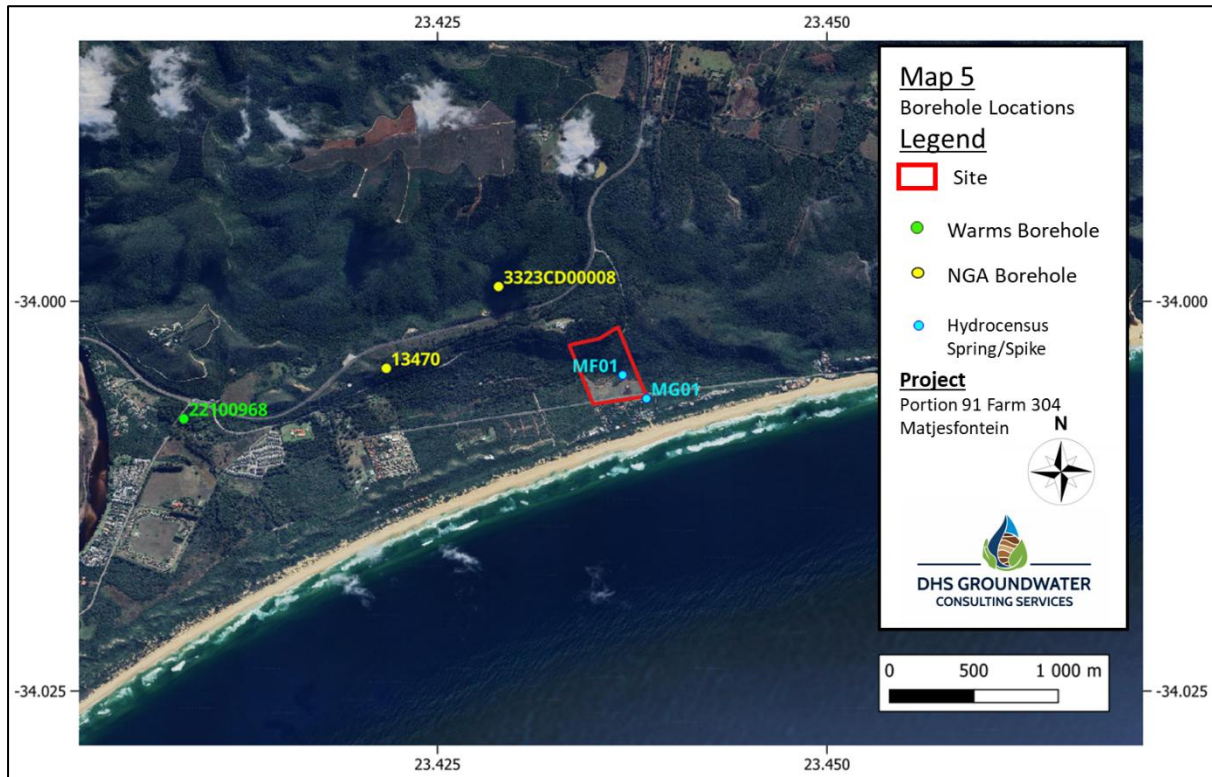 23.425
23.450
Map 5
Borehole Locations
Legend
Site
Warms Borehole
NGA Borehole
Hydrocensus
Spring/Spike
Project
Portion 91 Farm 304
Matjesfontein
N
DHS GROUNDWATER
CONSULTING SERVICES
0 500 1 000 m
-34.000
-34.000
3323CD00008
13470
MF01
MG01
22100968
-34.025
-34.025
23.425
23.450